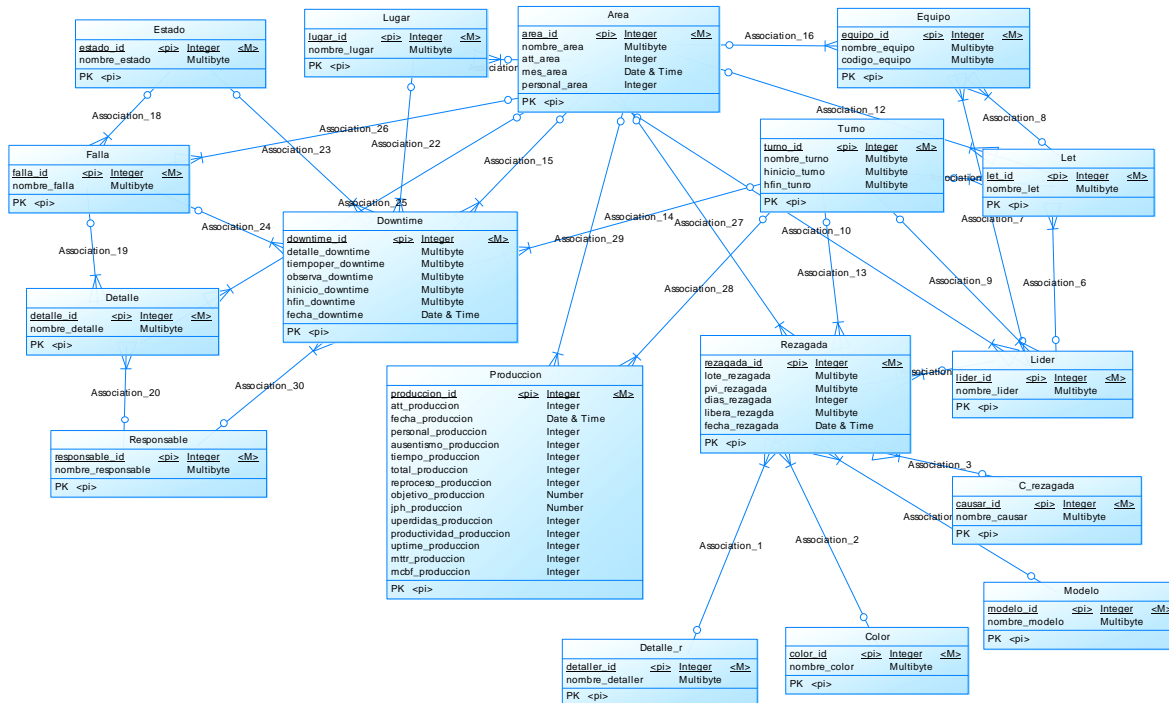 Estado
estado_id <pi> Integer <M>
nombre_estado Multibyte
PK <pi>
Lugar
lugar_id <pi> Integer <M>
nombre_lugar Multibyte
PK <pi>
Area
area_id <pi> Integer <M>
nombre_area Multibyte
att_area Integer
mes_area Date & Time
personal_area Integer
PK <pi>
Equipo
equipo_id <pi> Integer <M>
nombre_equipo Multibyte
codigo_equipo Multibyte
PK <pi>
Association_16
Association_18
Association_26
Association_23
Association_22
Association_15
Association_12
Association_8
Falla
falla_id <pi> Integer <M>
nombre_falla Multibyte
PK <pi>
Turno
turno_id <pi> Integer <M>
nombre_turno Multibyte
hinicio_turno Multibyte
hfin_tunro Multibyte
PK <pi>
Let
let_id <pi> Integer <M>
nombre_let Multibyte
PK <pi>
Association_25
Association_24
Association_14
Association_27
Association_7
Association_10
Association_29
Association_19
Association_13
Association_9
Association_6
Association_28
Downtime
downtime_id <pi> Integer <M>
detalle_downtime Multibyte
tiempoper_downtime Multibyte
observa_downtime Multibyte
hinicio_downtime Multibyte
hfin_downtime Multibyte
fecha_downtime Date & Time
PK <pi>
Detalle
detalle_id <pi> Integer <M>
nombre_detalle Multibyte
PK <pi>
Rezagada
rezagada_id <pi> Integer <M>
lote_rezagada Multibyte
pvi_rezagada Multibyte
dias_rezagada Integer
libera_rezagda Multibyte
fecha_rezagada Date & Time
PK <pi>
Lider
lider_id <pi> Integer <M>
nombre_lider Multibyte
PK <pi>
Association_20
Association_30
Produccion
produccion_id <pi> Integer <M>
att_produccion Integer
fecha_produccion Date & Time
personal_produccion Integer
ausentismo_produccion Integer
tiempo_produccion Integer
total_produccion Integer
reproceso_produccion Integer
objetivo_produccion Number
jph_produccion Number
uperdidas_produccion Integer
productividad_produccion Integer
uptime_produccion Integer
mttr_produccion Integer
mcbf_produccion Integer
PK <pi>
Responsable
responsable_id <pi> Integer <M>
nombre_responsable Multibyte
PK <pi>
Association_3
C_rezagada
causar_id <pi> Integer <M>
nombre_causar Multibyte
PK <pi>
Association_1
Association_2
Modelo
modelo_id <pi> Integer <M>
nombre_modelo Multibyte
PK <pi>
Detalle_r
detaller_id <pi> Integer <M>
nombre_detaller Multibyte
PK <pi>
Color
color_id <pi> Integer <M>
nombre_color Multibyte
PK <pi>